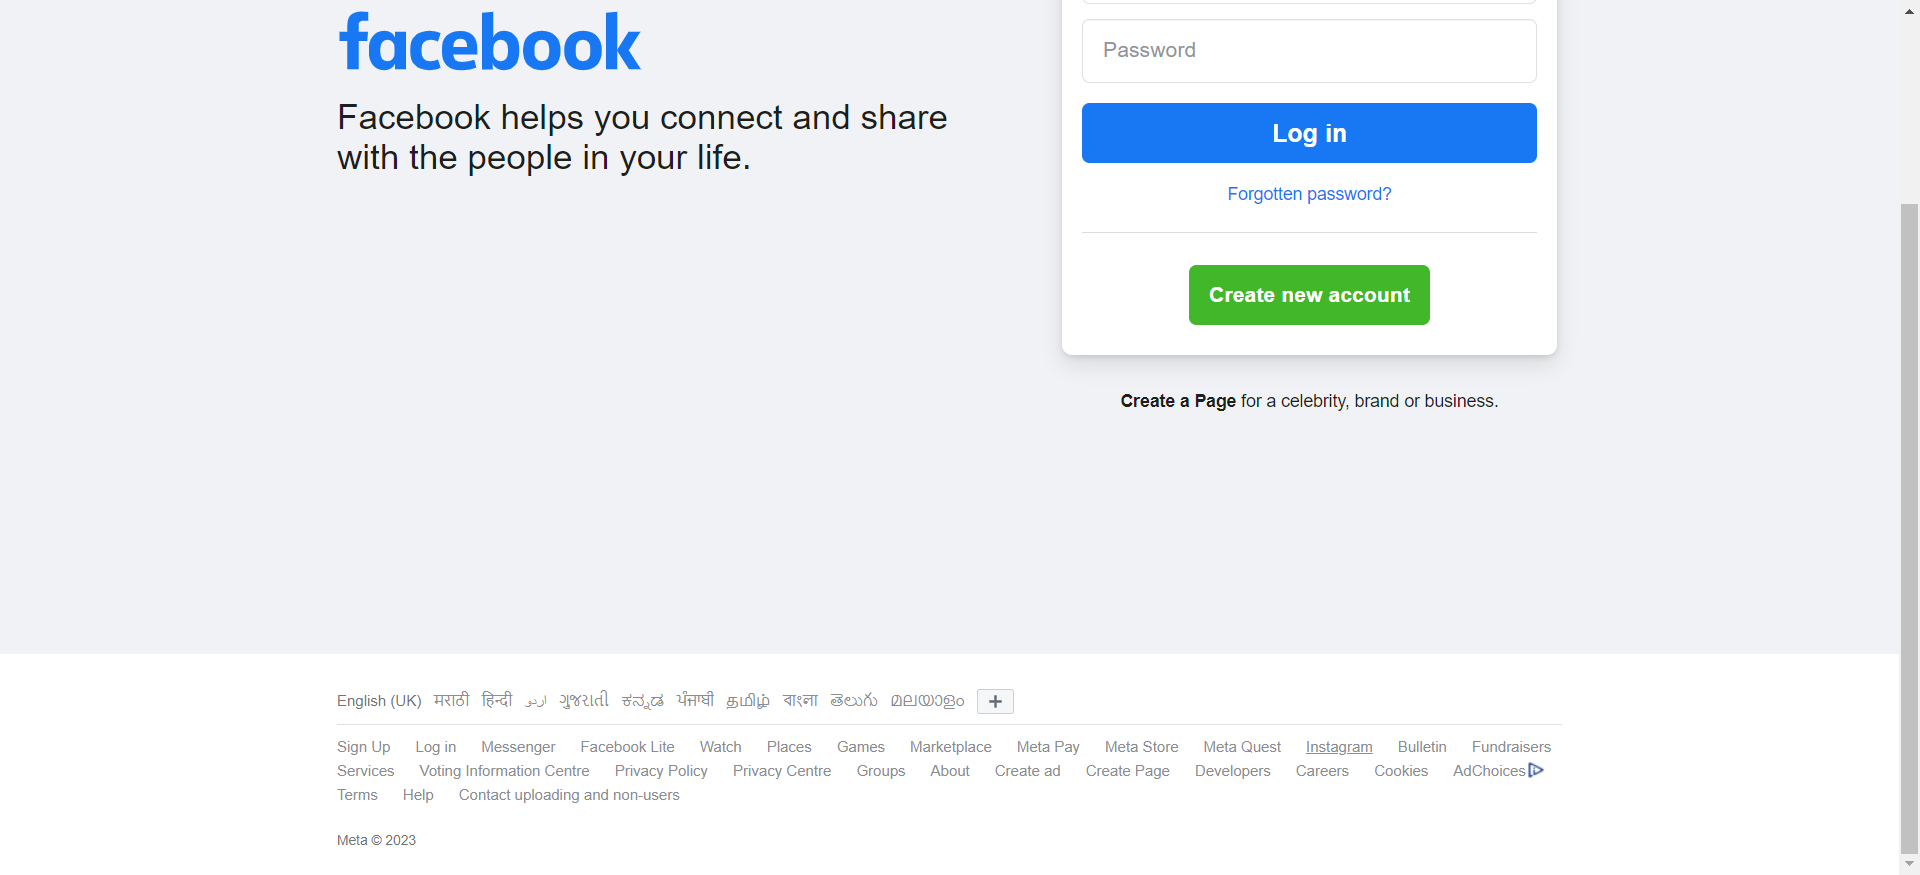 facebook
Facebook helps you connect and share
with the people in your life.
Password
Log in
Forgotten password?
Create new account
Create a Page for a celebrity, brand or business.
English (UK) मराठी हिन्दी اردو ગુજરાતી ಕನ್ನಡ ਪੰਜਾਬੀ தமிழ் বাংলা తెలుగు മലയാളം +
Sign Up Log in Messenger Facebook Lite Watch Places Games Marketplace Meta Pay Meta Store Meta Quest Instagram Bulletin Fundraisers
Services Voting Information Centre Privacy Policy Privacy Centre Groups About Create ad Create Page Developers Careers Cookies AdChoices
Terms Help Contact uploading and non-users
Meta © 2023